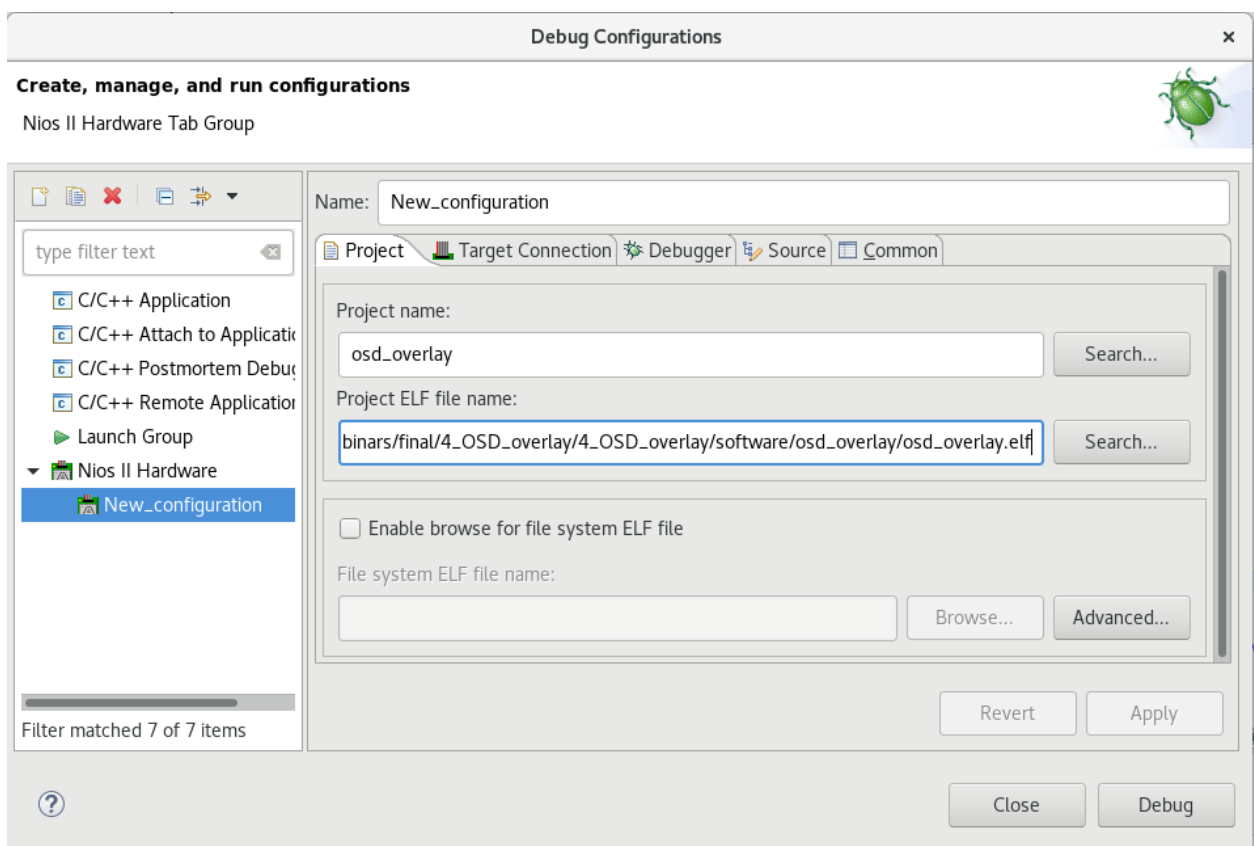 Debug Configurations
Create, manage, and run configurations
Nios II Hardware Tab Group
type filter text
C/C++ Application
C/C++ Attach to Applicatio
C/C++ Postmortem Debug
C/C++ Remote Application
Launch Group
Nios II Hardware
New_configuration
Filter matched 7 of 7 items
Name: New_configuration
Project Target Connection Debugger Source Common
Project name:
osd_overlay Search...
Project ELF file name:
binars/final/4_OSD_overlay/4_OSD_overlay/software/osd_overlay/osd_overlay.elf Search...
Enable browse for file system ELF file
File system ELF file name:
Browse... Advanced...
Revert Apply
Close Debug